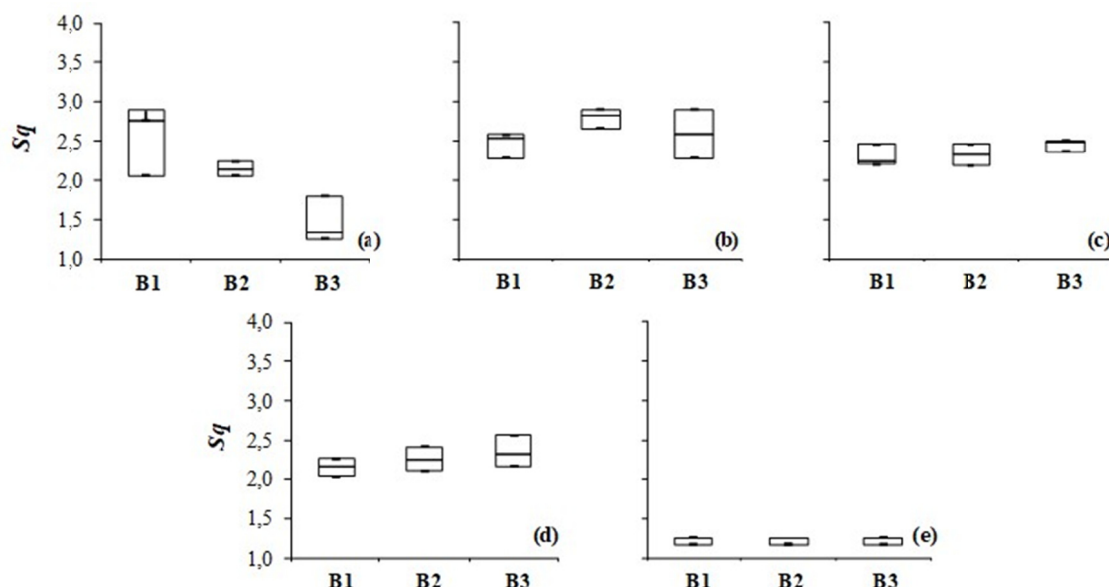 4,0
3,5
3,0
2,5
2,0
1,5
1,0
Sq
B1 B2 B3
(a)
B1 B2 B3
(b)
B1 B2 B3
(c)
4,0
3,5
3,0
2,5
2,0
1,5
1,0
Sq
B1 B2 B3
(d)
B1 B2 B3
(e)